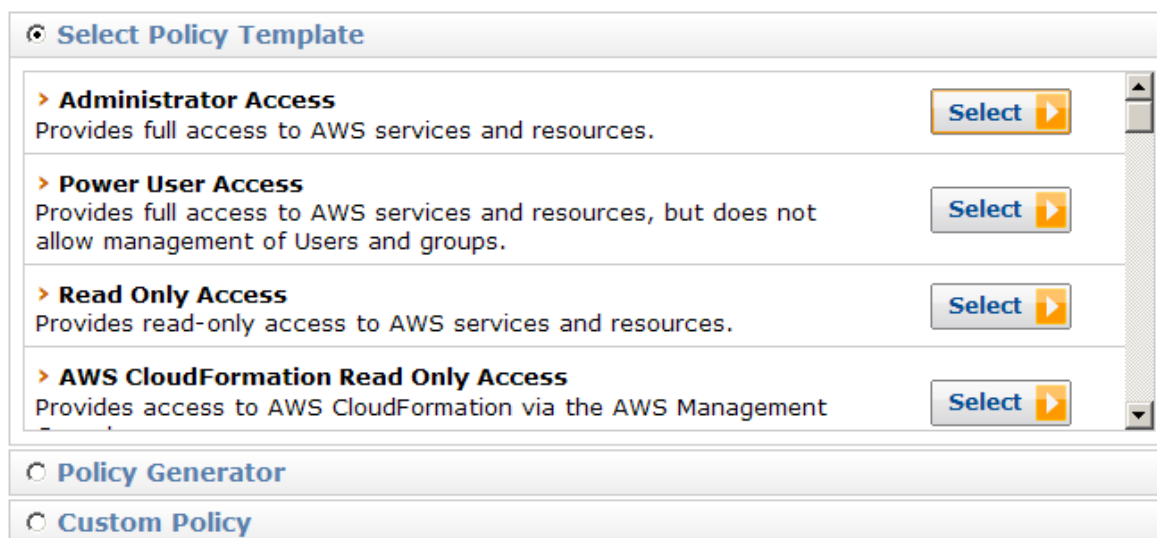 Select Policy Template
> Administrator Access
Provides full access to AWS services and resources.
Select
> Power User Access
Provides full access to AWS services and resources, but does not
allow management of Users and groups.
Select
> Read Only Access
Provides read-only access to AWS services and resources.
Select
> AWS CloudFormation Read Only Access
Provides access to AWS CloudFormation via the AWS Management
Select
Policy Generator
Custom Policy